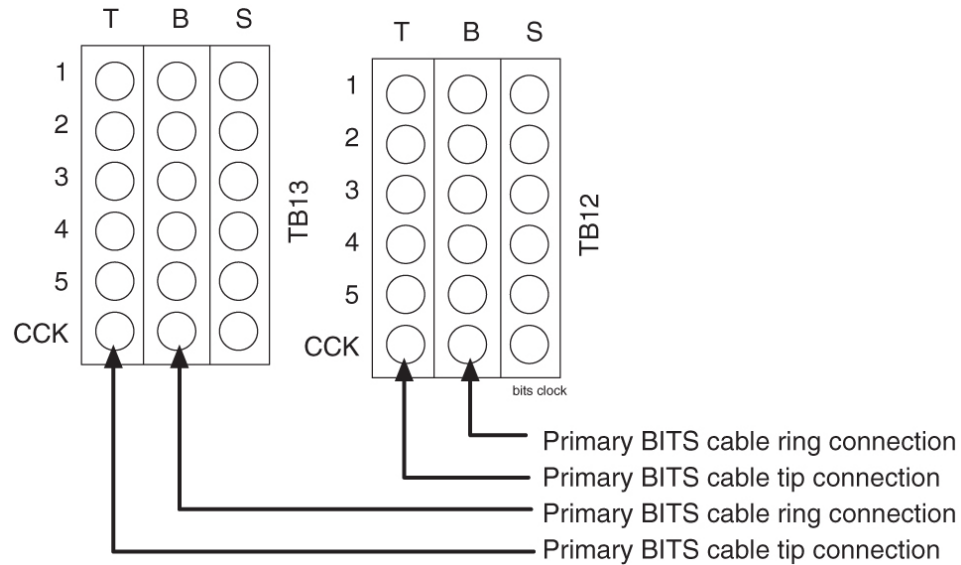 T B S
1
2
3
4
5
CCK
TB13
T B S
1
2
3
4
5
CCK
TB12
bits clock
Primary BITS cable ring connection
Primary BITS cable tip connection
Primary BITS cable ring connection
Primary BITS cable tip connection